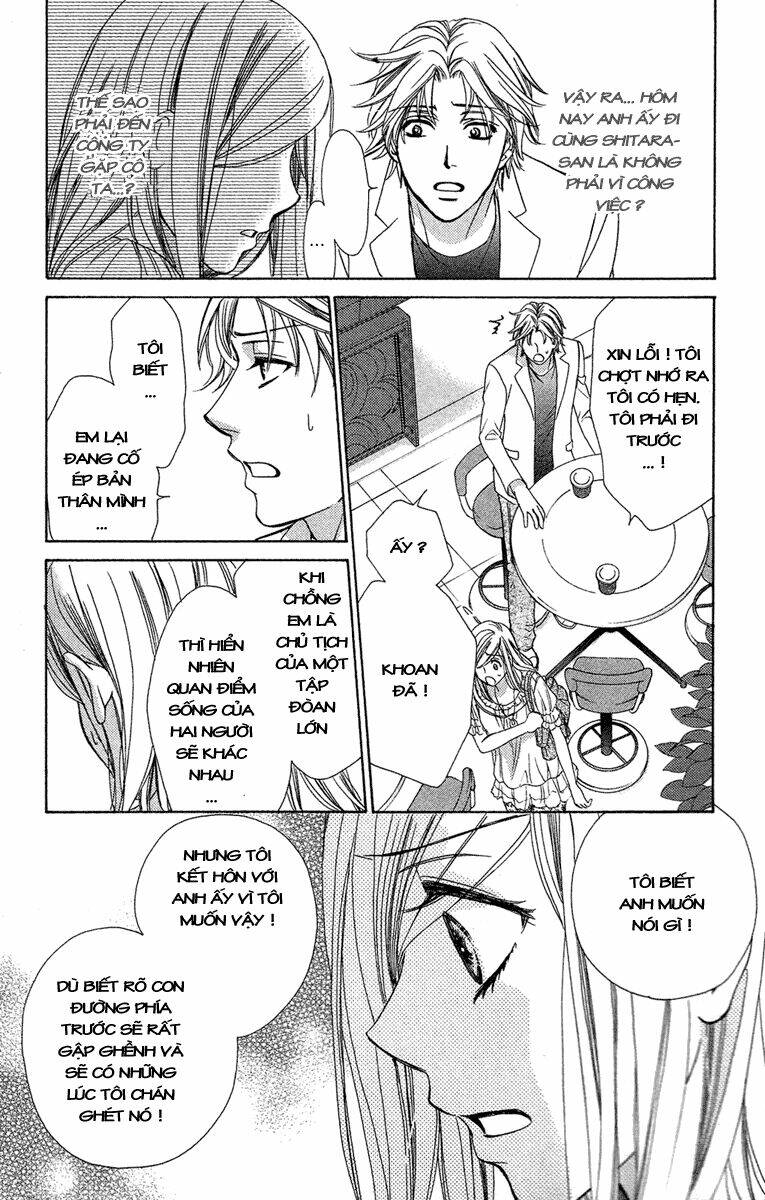 VẬY RA... HÔM
NAY ANH ẤY ĐI
CÙNG SHITARA-
SAN LÀ KHÔNG
PHẢI VÌ CÔNG
VIỆC ?
...
THẾ SAO
PHẢI ĐẾN
CÔNG TY
GẶP CÔ
TA...?
XIN LỖI ! TÔI
CHỢT NHỚ RA
TÔI CÓ HẸN.
TÔI PHẢI ĐI
TRƯỚC
... !
ẤY ?
KHOAN
ĐÃ !
TÔI
BIẾT
...
EM LẠI
ĐANG CỐ
ÉP BẢN
THÂN MÌNH
...
KHI
CHỒNG
EM LÀ
CHỦ TỊCH
CỦA MỘT
TẬP
ĐÒAN
LỚN
THÌ HIỂN
NHIÊN
QUAN ĐIỂM
SỐNG CỦA
HAI NGƯỜI
SẼ KHÁC
NHAU
...
TÔI BIẾT
ANH MUỐN
NÓI GÌ !
NHƯNG TÔI
KẾT HÔN VỚI
ANH ẤY VÌ TÔI
MUỐN VẬY !
DÙ BIẾT RÕ CON
ĐƯỜNG PHÍA
TRƯỚC SẼ RẤT
GẬP GHỀNH VÀ
SẼ CÓ NHỮNG
LÚC TÔI CHÁN
GHÉT NÓ !